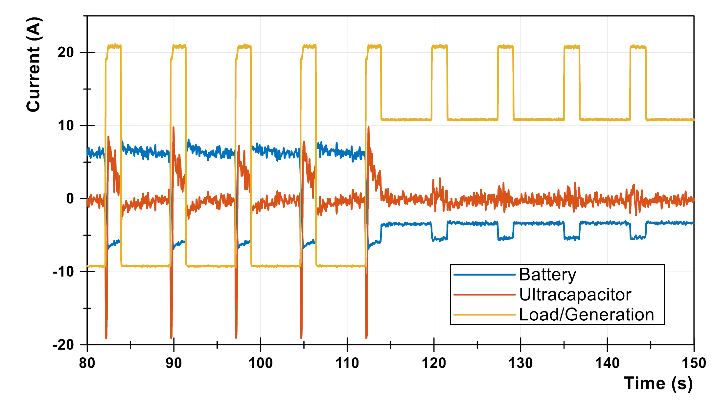 Current (A)
20
10
0
-10
-20
80
90
100
110
120
130
140
150
Time (s)
Battery
Ultracapacitor
Load/Generation